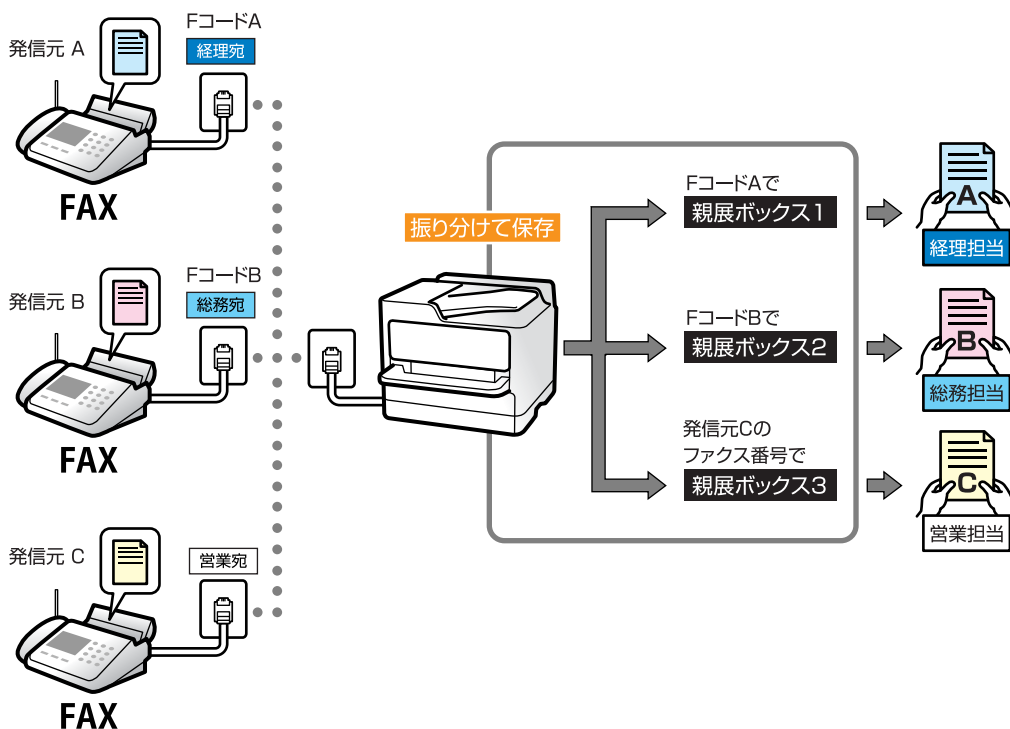 発信元 A
FコードA
経理宛
FAX
発信元 B
FコードB
総務宛
FAX
発信元 C
営業宛
FAX
振り分けて保存
FコードAで
親展ボックス1
FコードBで
親展ボックス2
発信元Cの
ファクス番号で
親展ボックス3
A
経理担当
B
総務担当
C
営業担当